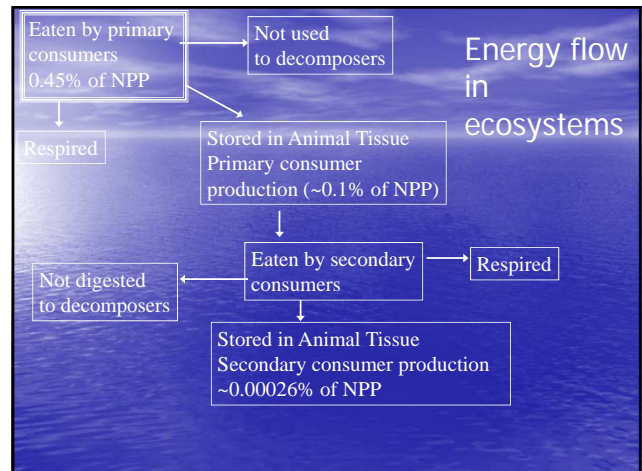 Eaten by primary
consumers
0.45% of NPP
Not used
to decomposers
Energy flow
in
ecosystems
Respired
Stored in Animal Tissue
Primary consumer
production (~0.1% of NPP)
Eaten by secondary
consumers
Respired
Not digested
to decomposers
Stored in Animal Tissue
Secondary consumer production
~0.00026% of NPP